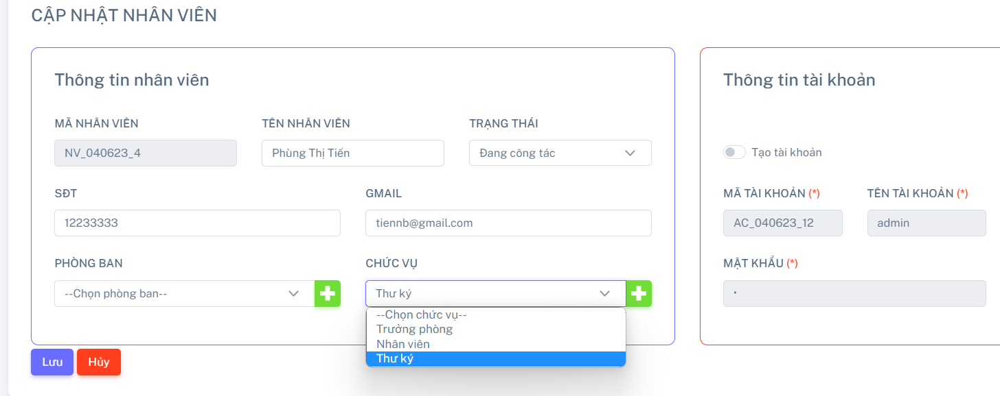 CẬP NHẬT NHÂN VIÊN
Thông tin nhân viên
MÃ NHÂN VIÊN TÊN NHÂN VIÊN TRẠNG THÁI
NV_040623_4 Phùng Thị Tiến Đang công tác
SĐT GMAIL
12233333 tiennb@gmail.com
PHÒNG BAN CHỨC VỤ
--Chọn phòng ban-- Thư ký
--Chọn chức vụ--
Trưởng phòng
Nhân viên
Thư ký
Lưu Hủy
Thông tin tài khoản
Tạo tài khoản
MÃ TÀI KHOẢN (*) TÊN TÀI KHOẢN (*)
AC_040623_12 admin
MẬT KHẨU (*)
•